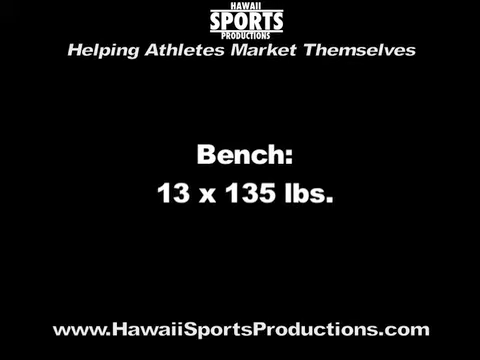 HAWAII
SPORTS
PRODUCTIONS
Helping Athletes Market Themselves
Bench:
13 x 135 lbs.
www.HawaiiSportsProductions.com